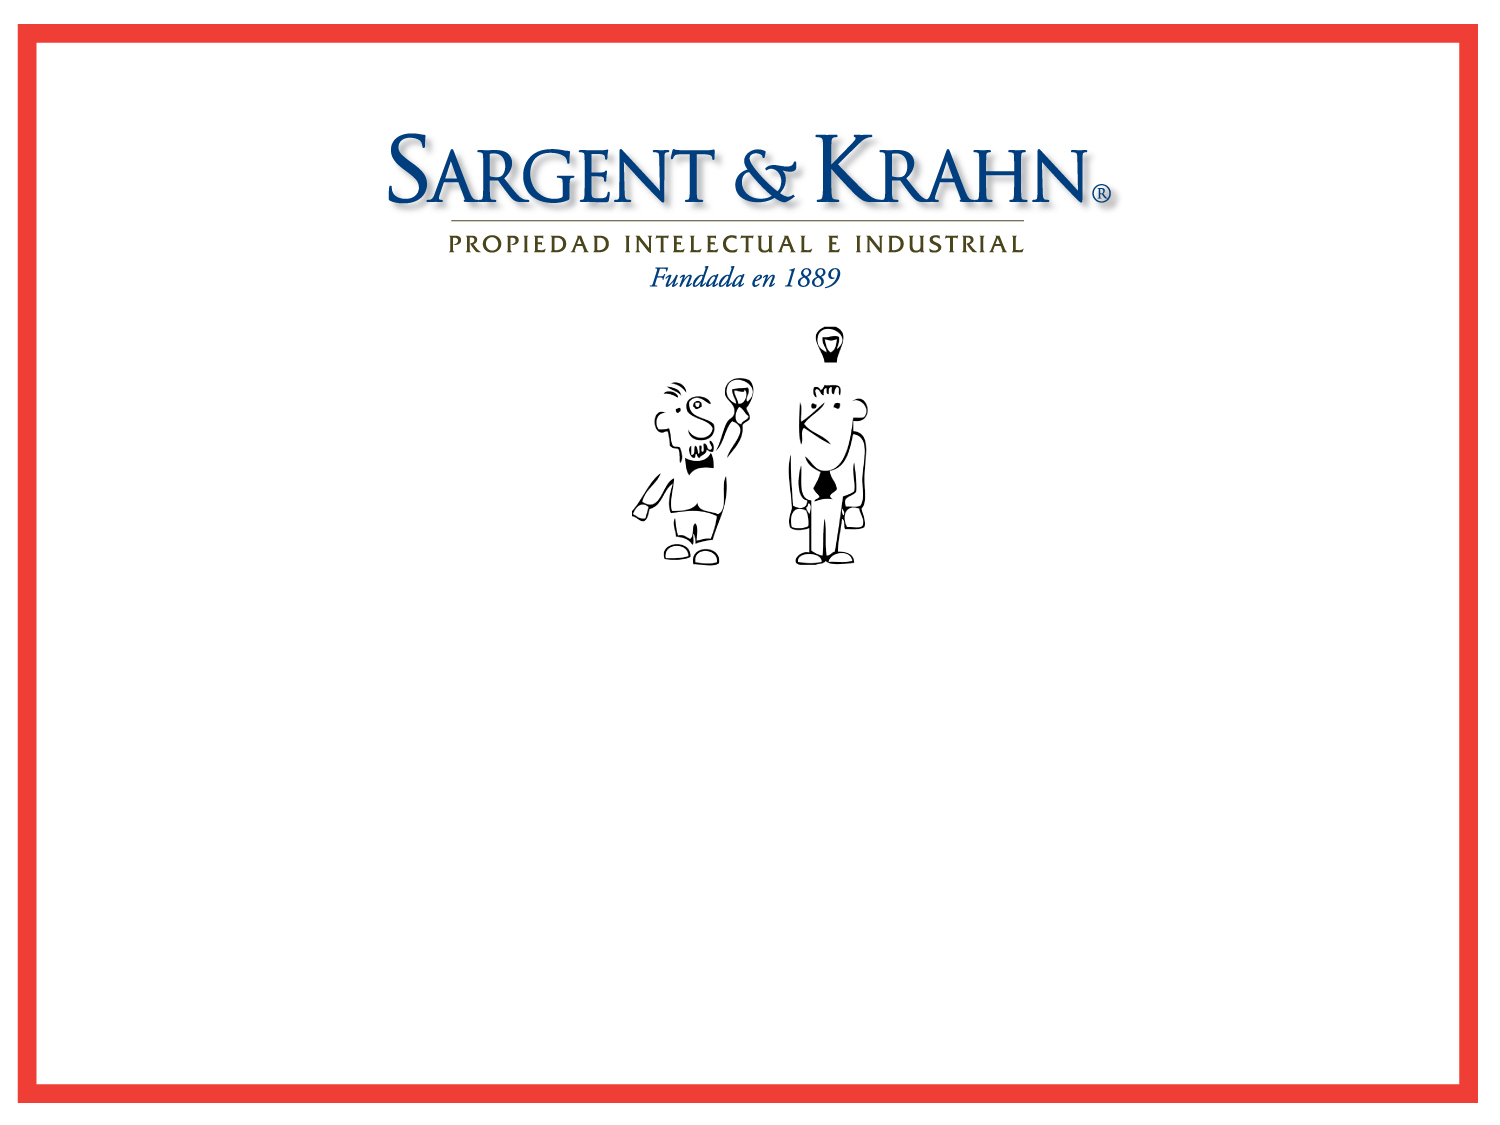 SARGENT & KRAHN®
PROPIEDAD INTELECTUAL E INDUSTRIAL
Fundada en 1889